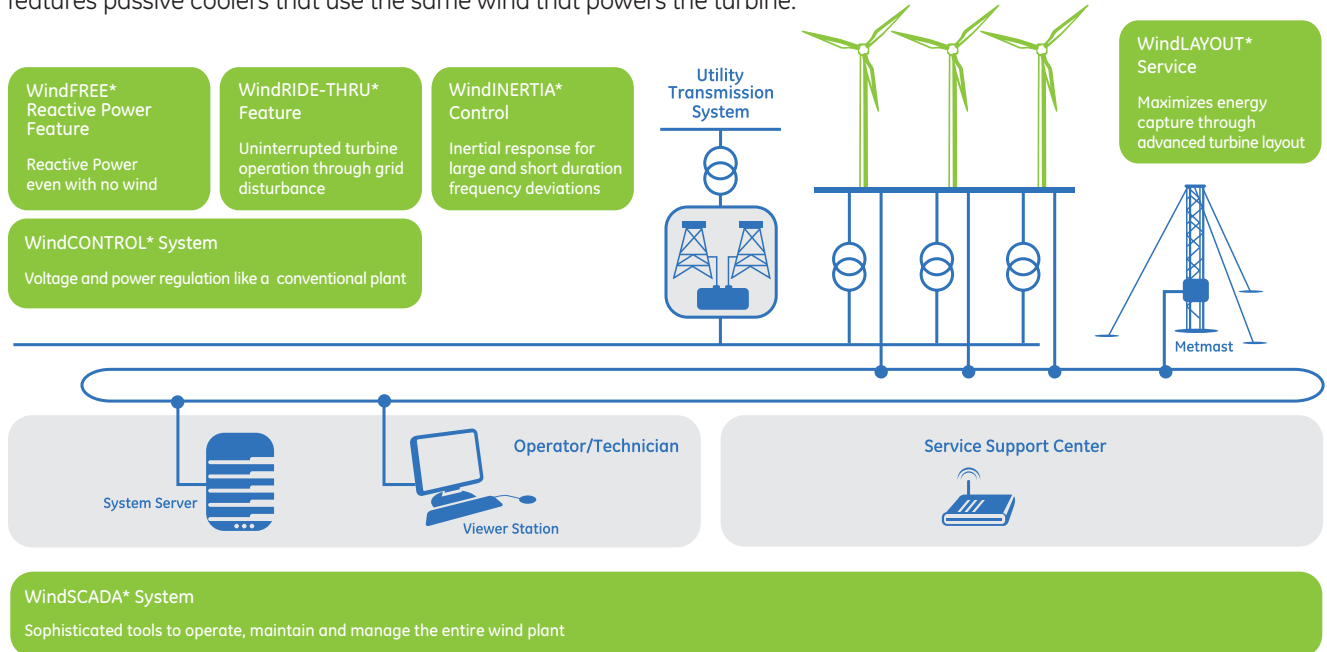 features passive coolers that use the same wind that powers the turbine.
WindFREE*
Reactive Power
Feature
Reactive Power
even with no wind
WindRIDE-THRU*
Feature
Uninterrupted turbine
operation through grid
disturbance
WindINERTIA*
Control
Inertial response for
large and short duration
frequency deviations
Utility
Transmission
System
WindLAYOUT*
Service
Maximizes energy
capture through
advanced turbine layout
WindCONTROL* System
Voltage and power regulation like a conventional plant
Metmast
System Server
Operator/Technician
Viewer Station
Service Support Center
WindSCADA* System
Sophisticated tools to operate, maintain and manage the entire wind plant